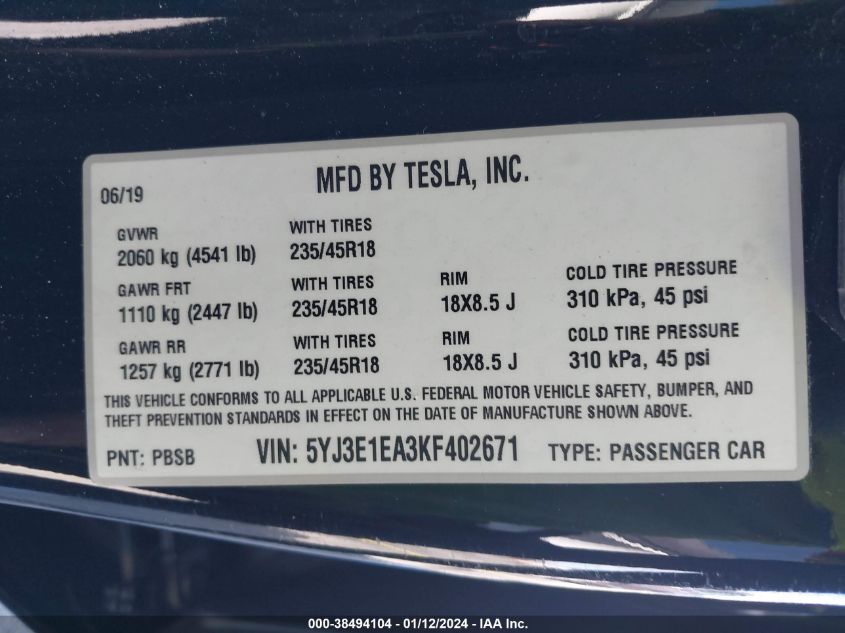 MFD BY TESLA, INC.
06/19
GVWR WITH TIRES
2060 kg (4541 lb) 235/45R18
GAWR FRT WITH TIRES RIM COLD TIRE PRESSURE
1110 kg (2447 lb) 235/45R18 18X8.5 J 310 kPa, 45 psi
GAWR RR WITH TIRES RIM COLD TIRE PRESSURE
1257 kg (2771 lb) 235/45R18 18X8.5 J 310 kPa, 45 psi
THIS VEHICLE CONFORMS TO ALL APPLICABLE U.S. FEDERAL MOTOR VEHICLE SAFETY, BUMPER, AND
THEFT PREVENTION STANDARDS IN EFFECT ON THE DATE OF MANUFACTURE SHOWN ABOVE.
PNT: PBSB VIN: 5YJ3E1EA3KF402671 TYPE: PASSENGER CAR
000-38494104 - 01/12/2024 - IAA Inc.